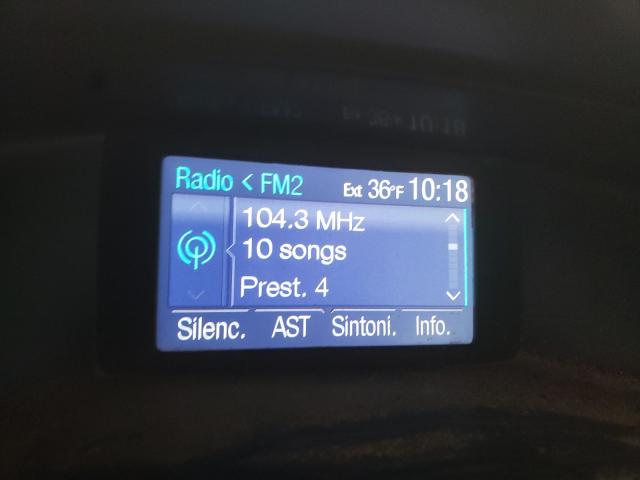 Radio < FM2 Ext 36°F 10:18
104.3 MHz
10 songs
Prest. 4
Silenc. AST Sintoni. Info.